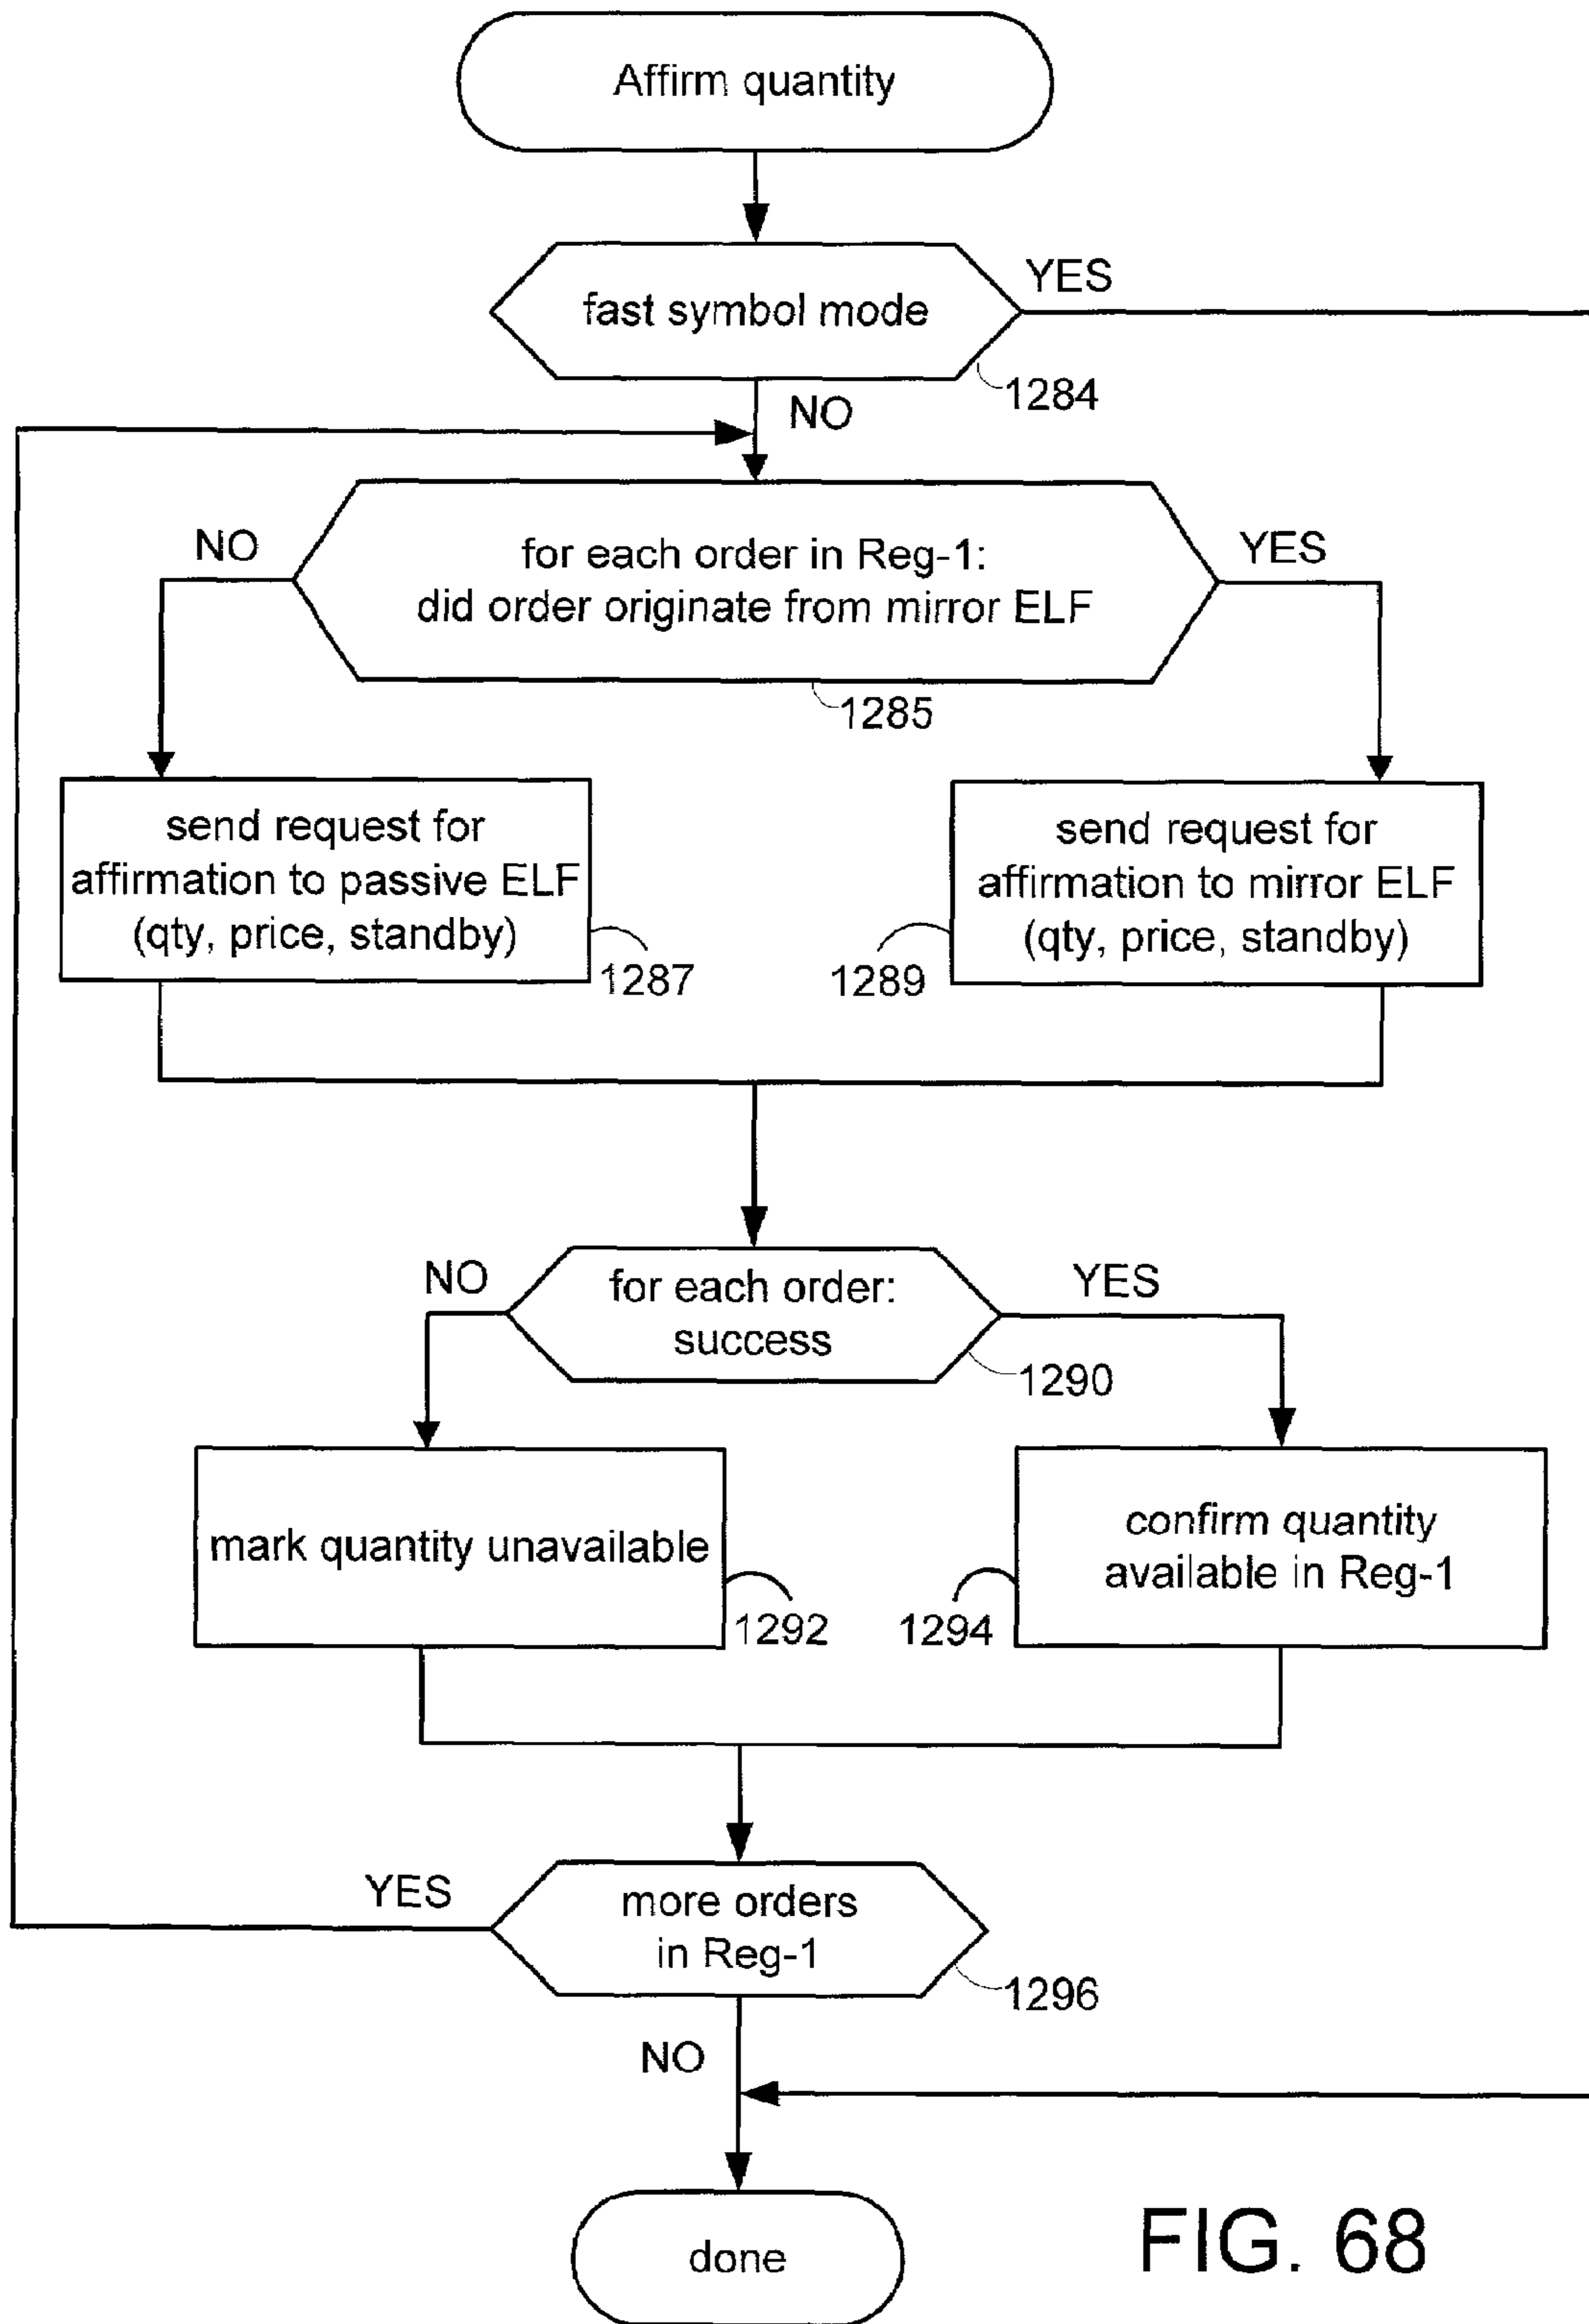 Affirm quantity
fast symbol mode
YES
1284
NO
NO
for each order in Reg-1:
did order originate from mirror ELF
YES
1285
send request for
affirmation to passive ELF
(qty, price, standby)
1287
send request for
affirmation to mirror ELF
(qty, price, standby)
1289
NO
for each order:
success
YES
1290
mark quantity unavailable
1292
confirm quantity
available in Reg-1
1294
YES
more orders
in Reg-1
1296
NO
done
FIG. 68